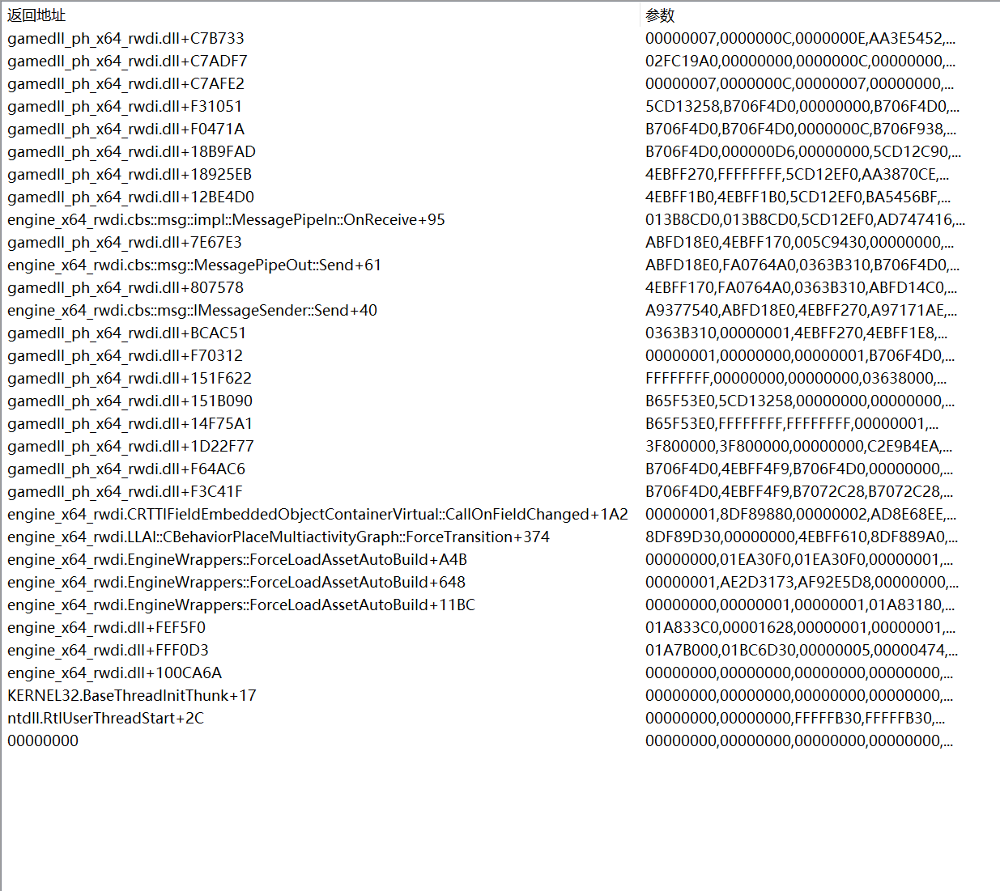 返回地址 参数
gamedll_ph_x64_rwdi.dll+C7B733 00000007,0000000C,0000000E,AA3E5452,...
gamedll_ph_x64_rwdi.dll+C7ADF7 02FC19A0,00000000,0000000C,00000000,...
gamedll_ph_x64_rwdi.dll+C7AFE2 00000007,0000000C,00000007,00000000,...
gamedll_ph_x64_rwdi.dll+F31051 5CD13258,B706F4D0,00000000,B706F4D0,...
gamedll_ph_x64_rwdi.dll+F0471A B706F4D0,B706F4D0,0000000C,B706F938,...
gamedll_ph_x64_rwdi.dll+18B9FAD B706F4D0,000000D6,00000000,5CD12C90,...
gamedll_ph_x64_rwdi.dll+18925EB 4EBFF270,FFFFFFFF,5CD12EF0,AA3870CE,...
gamedll_ph_x64_rwdi.dll+12BE4D0 4EBFF1B0,4EBFF1B0,5CD12EF0,BA5456BF,...
engine_x64_rwdi.cbs::msg::impl::MessagePipeIn::OnReceive+95 013B8CD0,013B8CD0,5CD12EF0,AD747416,...
gamedll_ph_x64_rwdi.dll+7E67E3 ABFD18E0,4EBFF170,005C9430,00000000,...
engine_x64_rwdi.cbs::msg::MessagePipeOut::Send+61 ABFD18E0,FA0764A0,0363B310,B706F4D0,...
gamedll_ph_x64_rwdi.dll+807578 4EBFF170,FA0764A0,0363B310,ABFD14C0,...
engine_x64_rwdi.cbs::msg::IMessageSender::Send+40 A9377540,ABFD18E0,4EBFF270,A97171AE,...
gamedll_ph_x64_rwdi.dll+BCAC51 0363B310,00000001,4EBFF270,4EBFF1E8,...
gamedll_ph_x64_rwdi.dll+F70312 00000001,00000000,00000001,B706F4D0,...
gamedll_ph_x64_rwdi.dll+151F622 FFFFFFFF,00000000,00000000,03638000,...
gamedll_ph_x64_rwdi.dll+151B090 B65F53E0,5CD13258,00000000,00000000,...
gamedll_ph_x64_rwdi.dll+14F75A1 B65F53E0,FFFFFFFF,FFFFFFFF,00000001,...
gamedll_ph_x64_rwdi.dll+1D22F77 3F800000,3F800000,00000000,C2E9B4EA,...
gamedll_ph_x64_rwdi.dll+F64AC6 B706F4D0,4EBFF4F9,B706F4D0,00000000,...
gamedll_ph_x64_rwdi.dll+F3C41F B706F4D0,4EBFF4F9,B7072C28,B7072C28,...
engine_x64_rwdi.CRTTIFieldEmbeddedObjectContainerVirtual::CallOnFieldChanged+1A2 00000001,8DF89880,00000002,AD8E68EE,...
engine_x64_rwdi.LLAI::CBehaviorPlaceMultiactivityGraph::ForceTransition+374 8DF89D30,00000000,4EBFF610,8DF889A0,...
engine_x64_rwdi.EngineWrappers::ForceLoadAssetAutoBuild+A4B 00000000,01EA30F0,01EA30F0,00000001,...
engine_x64_rwdi.EngineWrappers::ForceLoadAssetAutoBuild+648 00000001,AE2D3173,AF92E5D8,00000000,...
engine_x64_rwdi.EngineWrappers::ForceLoadAssetAutoBuild+11BC 00000000,00000001,00000001,01A83180,...
engine_x64_rwdi.dll+FEF5F0 01A833C0,00001628,00000001,00000001,...
engine_x64_rwdi.dll+FFF0D3 01A7B000,01BC6D30,00000005,00000474,...
engine_x64_rwdi.dll+100CA6A 00000000,00000000,00000000,00000000,...
KERNEL32.BaseThreadInitThunk+17 00000000,00000000,00000000,00000000,...
ntdll.RtlUserThreadStart+2C 00000000,00000000,FFFFFB30,FFFFFB30,...
00000000 00000000,00000000,00000000,00000000,...